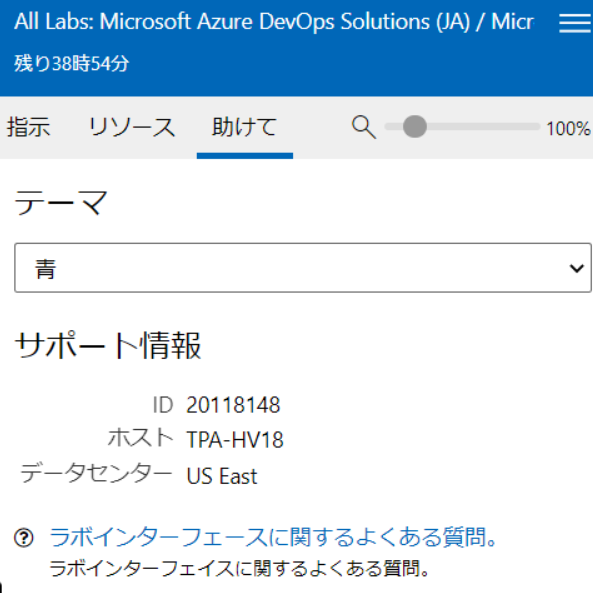 All Labs: Microsoft Azure DevOps Solutions (JA) / Micr
残り38時54分
指示 リソース 助けて 100%
テーマ
青
サポート情報
ID 20118148
ホスト TPA-HV18
データセンター US East
ラボインターフェースに関するよくある質問。
ラボインターフェイスに関するよくある質問。